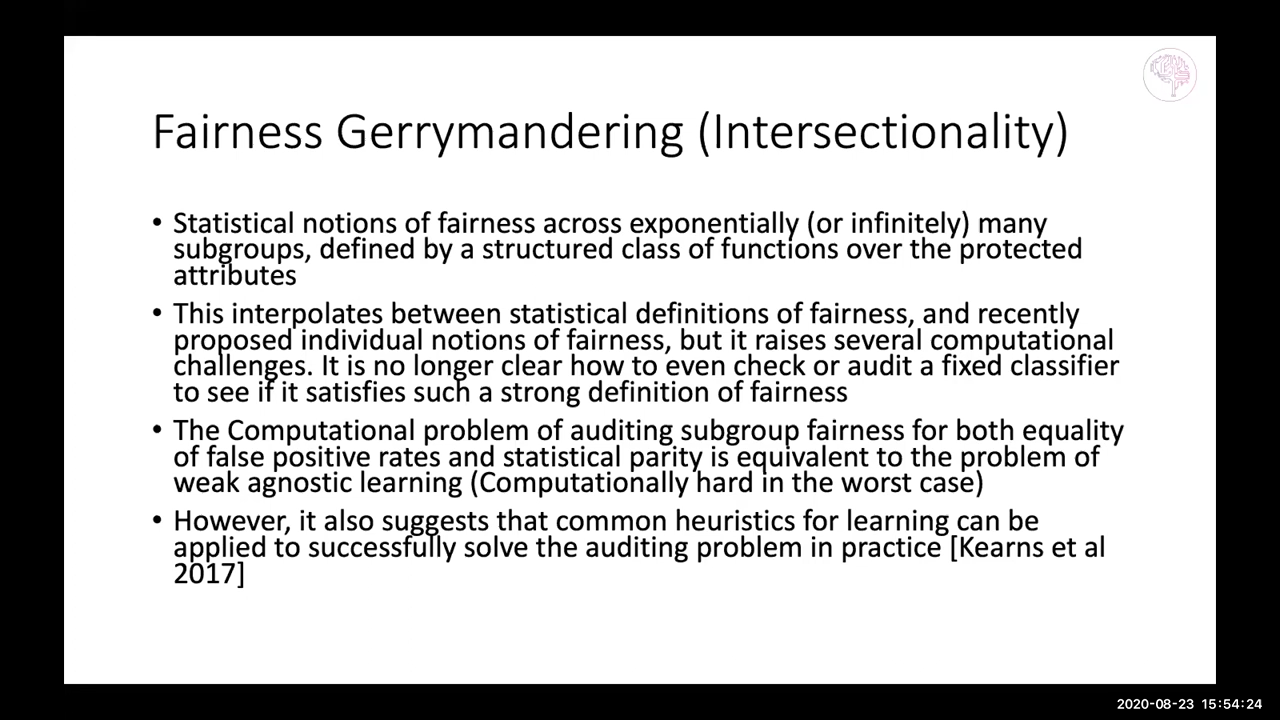 Fairness Gerrymandering (Intersectionality)
• Statistical notions of fairness across exponentially (or infinitely) many
subgroups, defined by a structured class of functions over the protected
attributes
• This interpolates between statistical definitions of fairness, and recently
proposed individual notions of fairness, but it raises several computational
challenges. It is no longer clear how to even check or audit a fixed classifier
to see if it satisfies such a strong definition of fairness
• The Computational problem of auditing subgroup fairness for both equality
of false positive rates and statistical parity is equivalent to the problem of
weak agnostic learning (Computationally hard in the worst case)
• However, it also suggests that common heuristics for learning can be
applied to successfully solve the auditing problem in practice [Kearns et al
2017]
2020-08-23 15:54:24